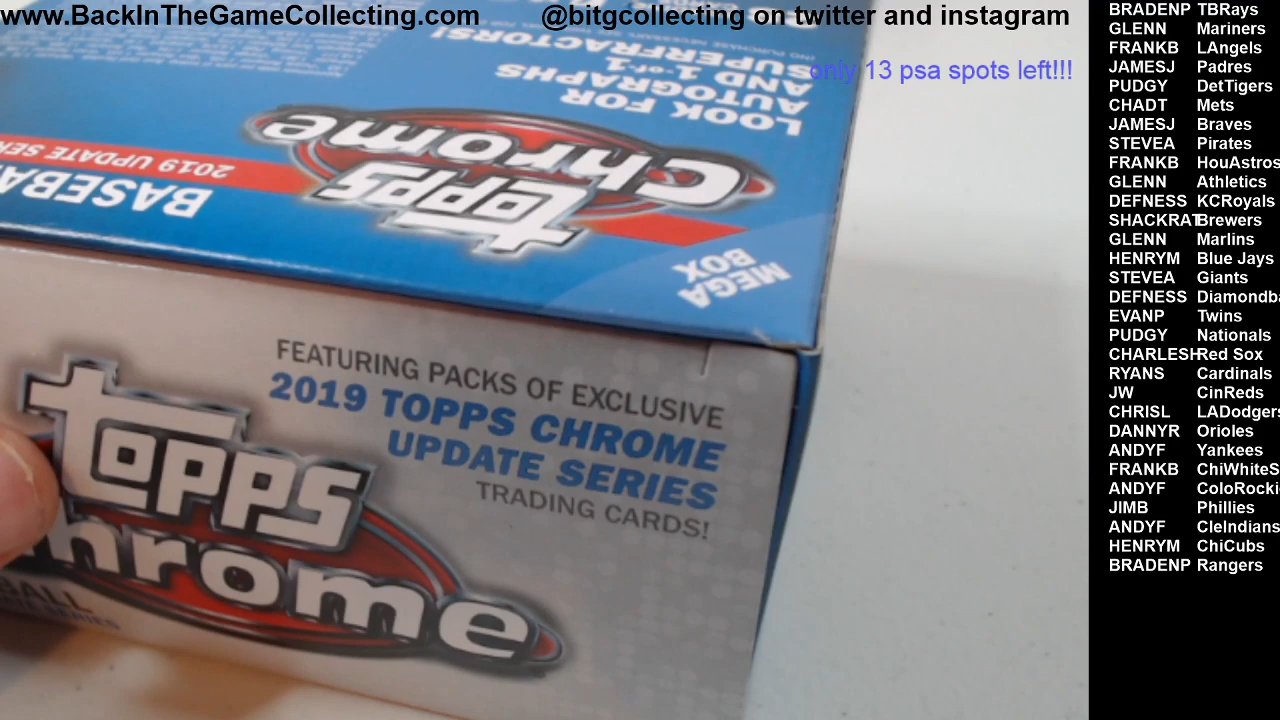 www.BackInTheGameCollecting.com @bitgcollecting on twitter and instagram
only 13 psa spots left!!!
LOOK FOR
AUTOGRAPHS
AND 1-of-1
SUPERFRACTORS!
topps
Chrome
BASEBA
2019 UPDATE SER
MEGA
BOX
FEATURING PACKS OF EXCLUSIVE
2019 TOPPS CHROME
UPDATE SERIES
TRADING CARDS!
topps
Chrome
BALL
SERIES
BRADENP TBRays
GLENN Mariners
FRANKB LAngels
JAMESJ Padres
PUDGY DetTigers
CHADT Mets
JAMESJ Braves
STEVEA Pirates
FRANKB HouAstros
GLENN Athletics
DEFNESS KCRoyals
SHACKRAT Brewers
GLENN Marlins
HENRYM Blue Jays
STEVEA Giants
DEFNESS Diamondba
EVANP Twins
PUDGY Nationals
CHARLESH Red Sox
RYANS Cardinals
JW CinReds
CHRISL LADodgers
DANNYR Orioles
ANDYF Yankees
FRANKB ChiWhiteS
ANDYF ColoRockie
JIMB Phillies
ANDYF CleIndians
HENRYM ChiCubs
BRADENP Rangers